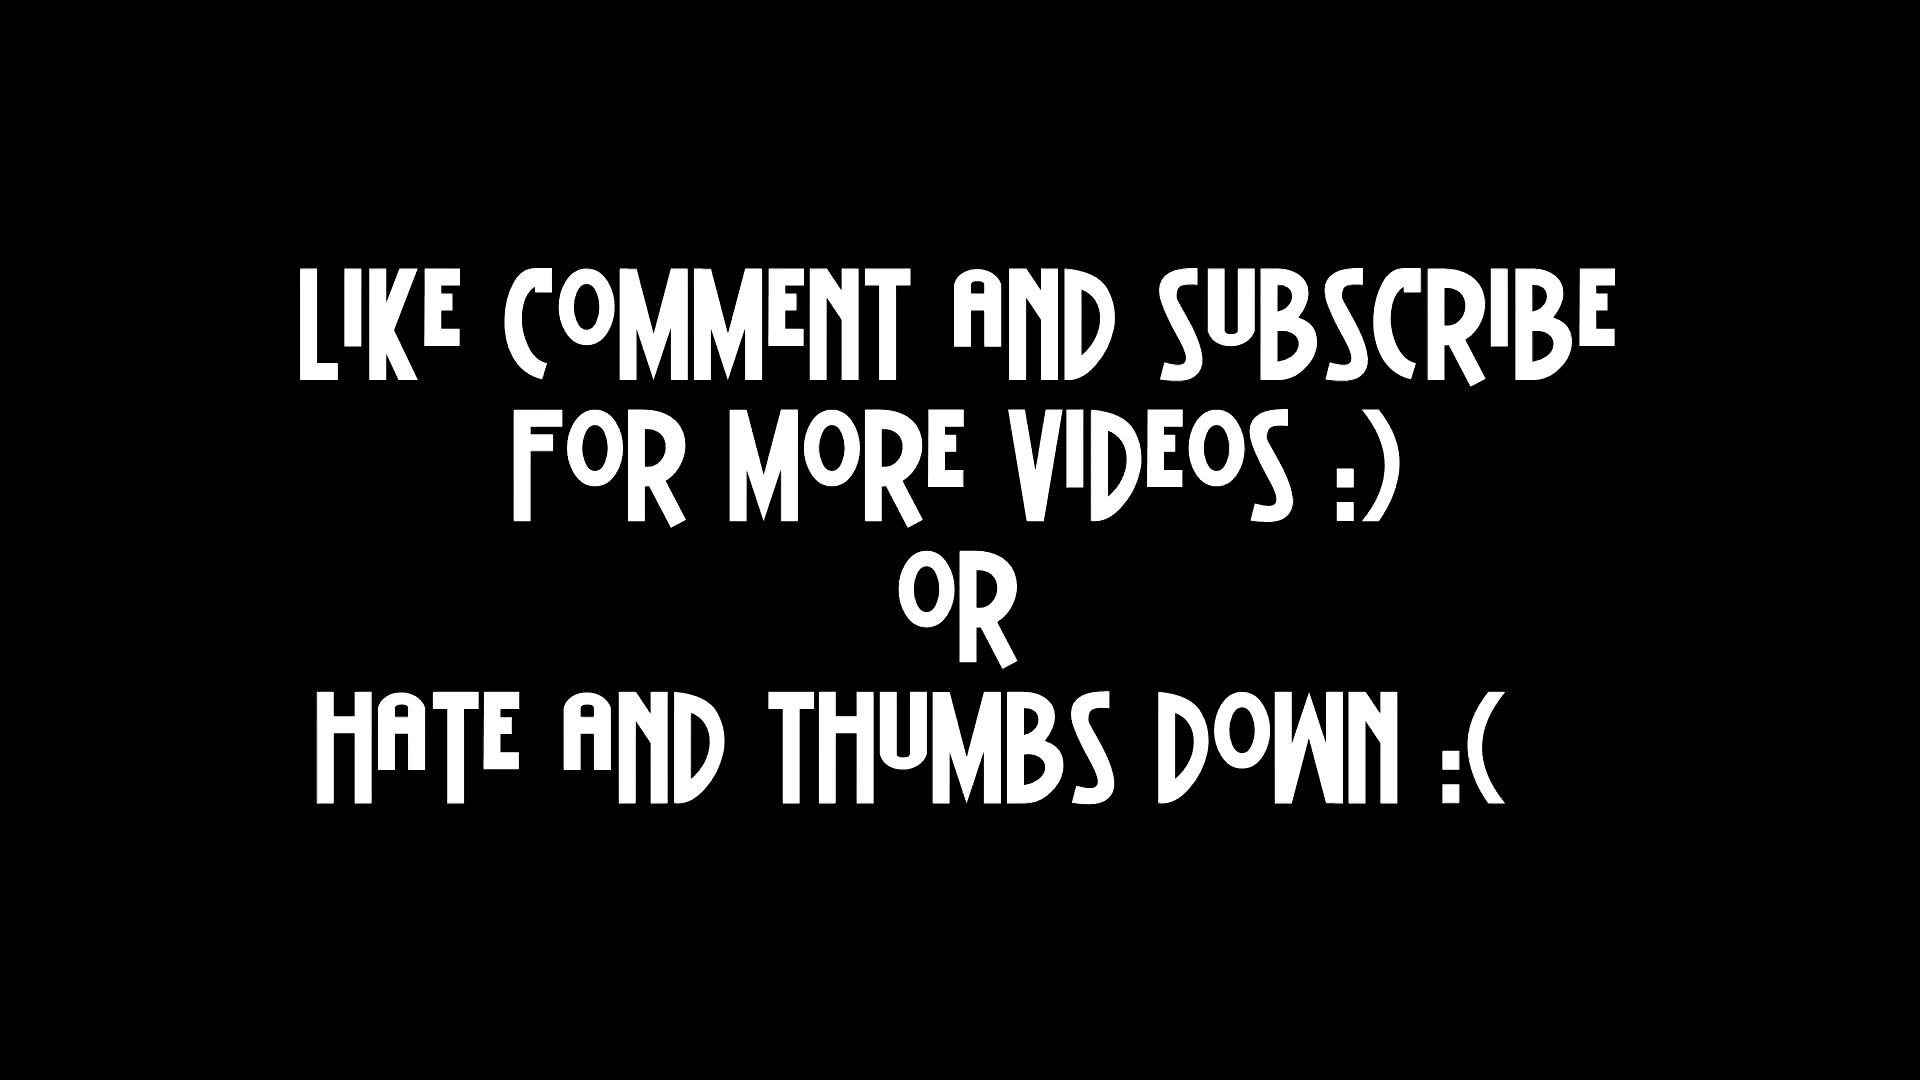 LIKE COMMENT AND SUBSCRIBE
FOR MORE VIDEOS :)
OR
HATE AND THUMBS DOWN :(